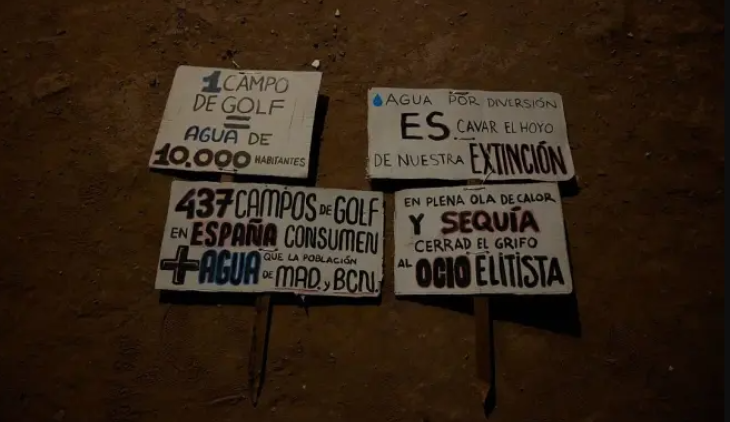 1 CAMPO
DE GOLF
=
AGUA DE
10.000 HABITANTES
AGUA POR DIVERSIÓN
ES CAVAR EL HOYO
DE NUESTRA EXTINCIÓN
437 CAMPOS DE GOLF
EN ESPAÑA CONSUMEN
+ AGUA QUE LA POBLACIÓN
DE MAD. y BCN.
EN PLENA OLA DE CALOR
Y SEQUÍA
CERRAD EL GRIFO
AL OCIO ELITISTA